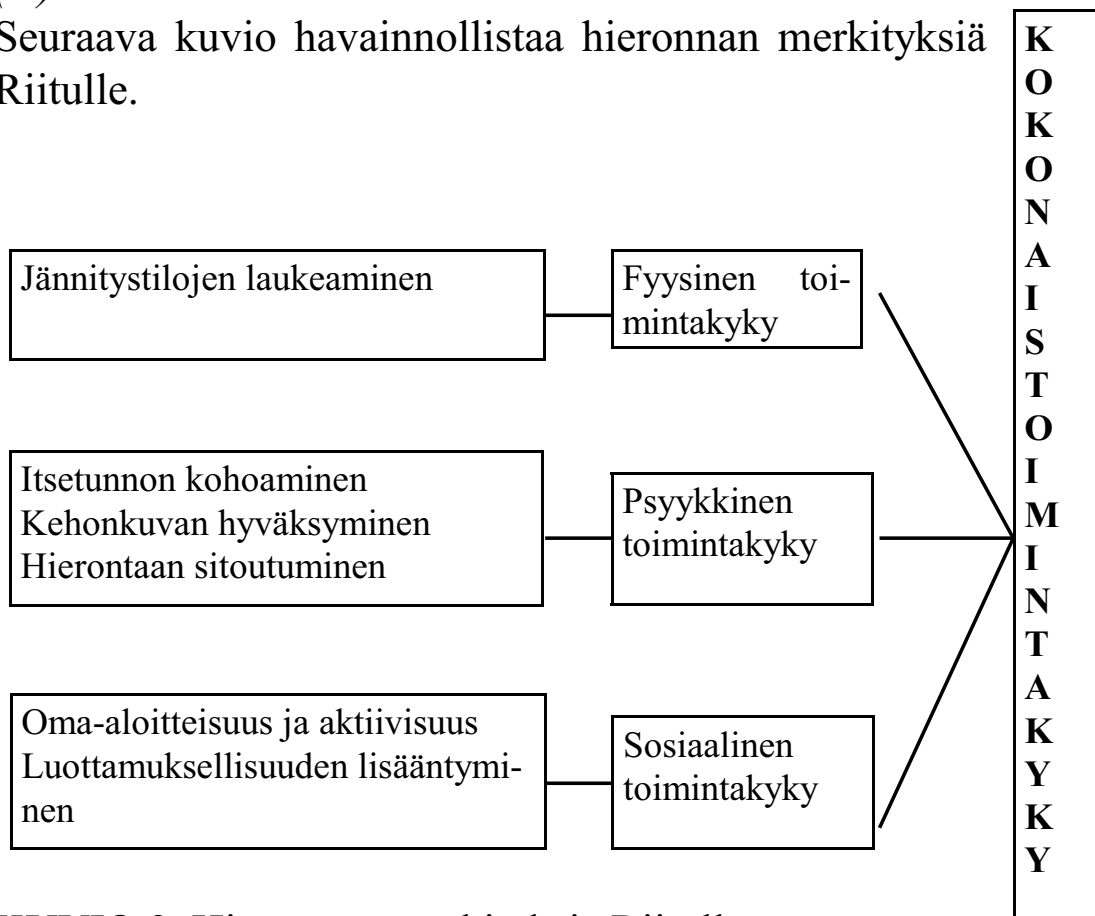 Seuraava kuvio havainnollistaa hieronnan merkityksiä
Riitulle.
Jännitystilojen laukeaminen
Fyysinen toi-
mintakyky
Itsetunnon kohoaminen
Kehonkuvan hyväksyminen
Hierontaan sitoutuminen
Psyykkinen
toimintakyky
Oma-aloitteisuus ja aktiivisuus
Luottamuksellisuuden lisääntymi-
nen
Sosiaalinen
toimintakyky
K
O
K
O
N
A
I
S
T
O
I
M
I
N
T
A
K
Y
K
Y